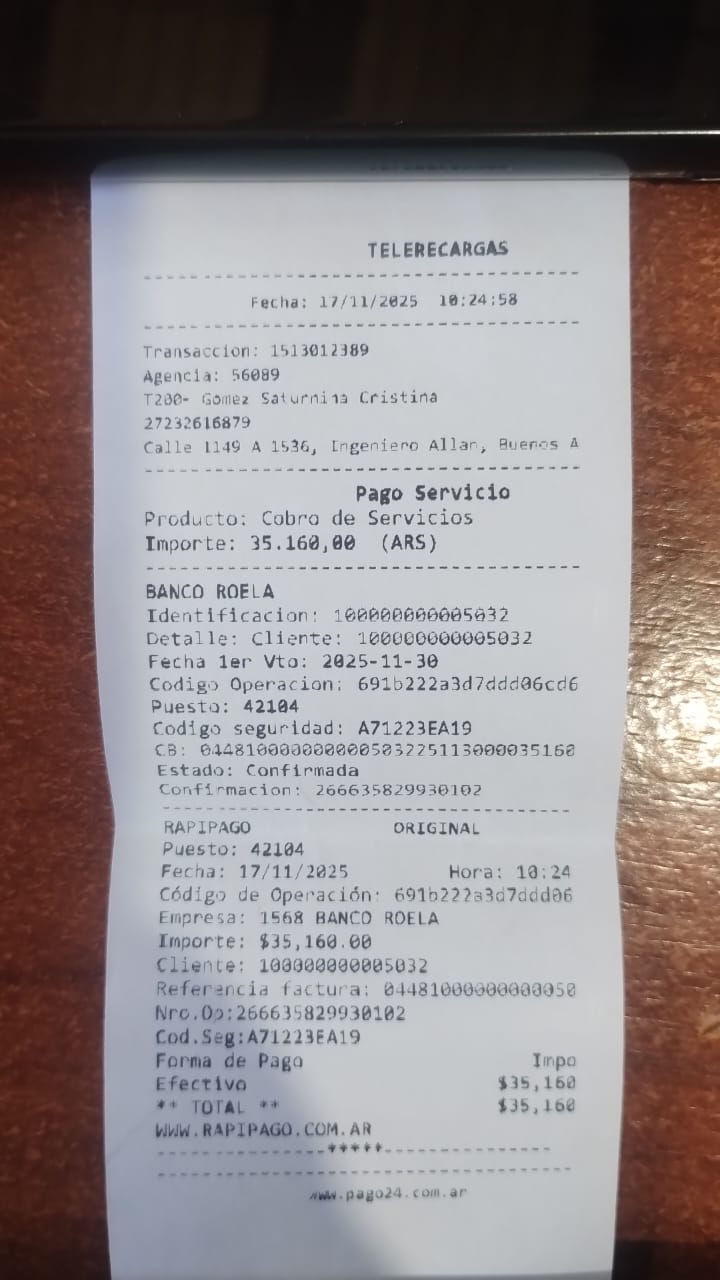 TELERECARGAS
Fecha: 17/11/2025 10:24:58
Transaccion: 1513012389
Agencia: 56089
T200- Gomez Saturnina Cristina
27232616879
Calle 1149 A 1536, Ingeniero Allan, Buenos A
Pago Servicio
Producto: Cobro de Servicios
Importe: 35.160,00 (ARS)
BANCO ROELA
Identificacion: 100000000005032
Detalle: Cliente: 100000000005032
Fecha 1er Vto: 2025-11-30
Codigo Operacion: 691b222a3d7ddd06cd6
Puesto: 42104
Codigo seguridad: A71223EA19
CB: 044810000000000503225113000035160
Estado: Confirmada
Confirmacion: 266635829930102
RAPIPAGO ORIGINAL
Puesto: 42104
Fecha: 17/11/2025 Hora: 10:24
Código de Operación: 691b222a3d7ddd06
Empresa: 1568 BANCO ROELA
Importe: $35,160.00
Cliente: 100000000005032
Referencia factura: 04481000000000050
Nro.Op:266635829930102
Cod.Seg:A71223EA19
Forma de Pago Impo
Efectivo $35,160
** TOTAL ** $35,160
WWW.RAPIPAGO.COM.AR
*****
www.pago24.com.ar